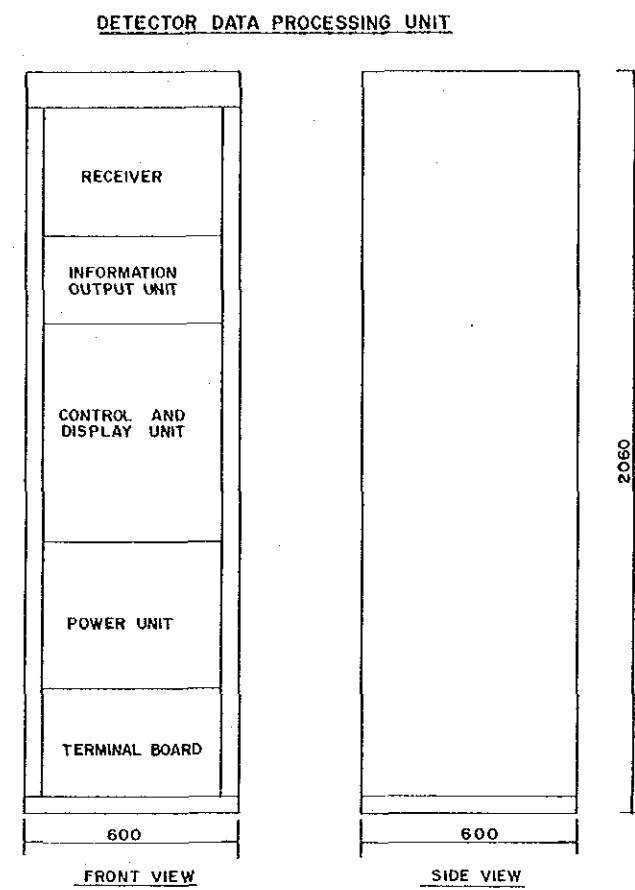 DETECTOR DATA PROCESSING UNIT
RECEIVER
INFORMATION
OUTPUT UNIT
CONTROL AND
DISPLAY UNIT
POWER UNIT
TERMINAL BOARD
600
FRONT VIEW
2060
600
SIDE VIEW